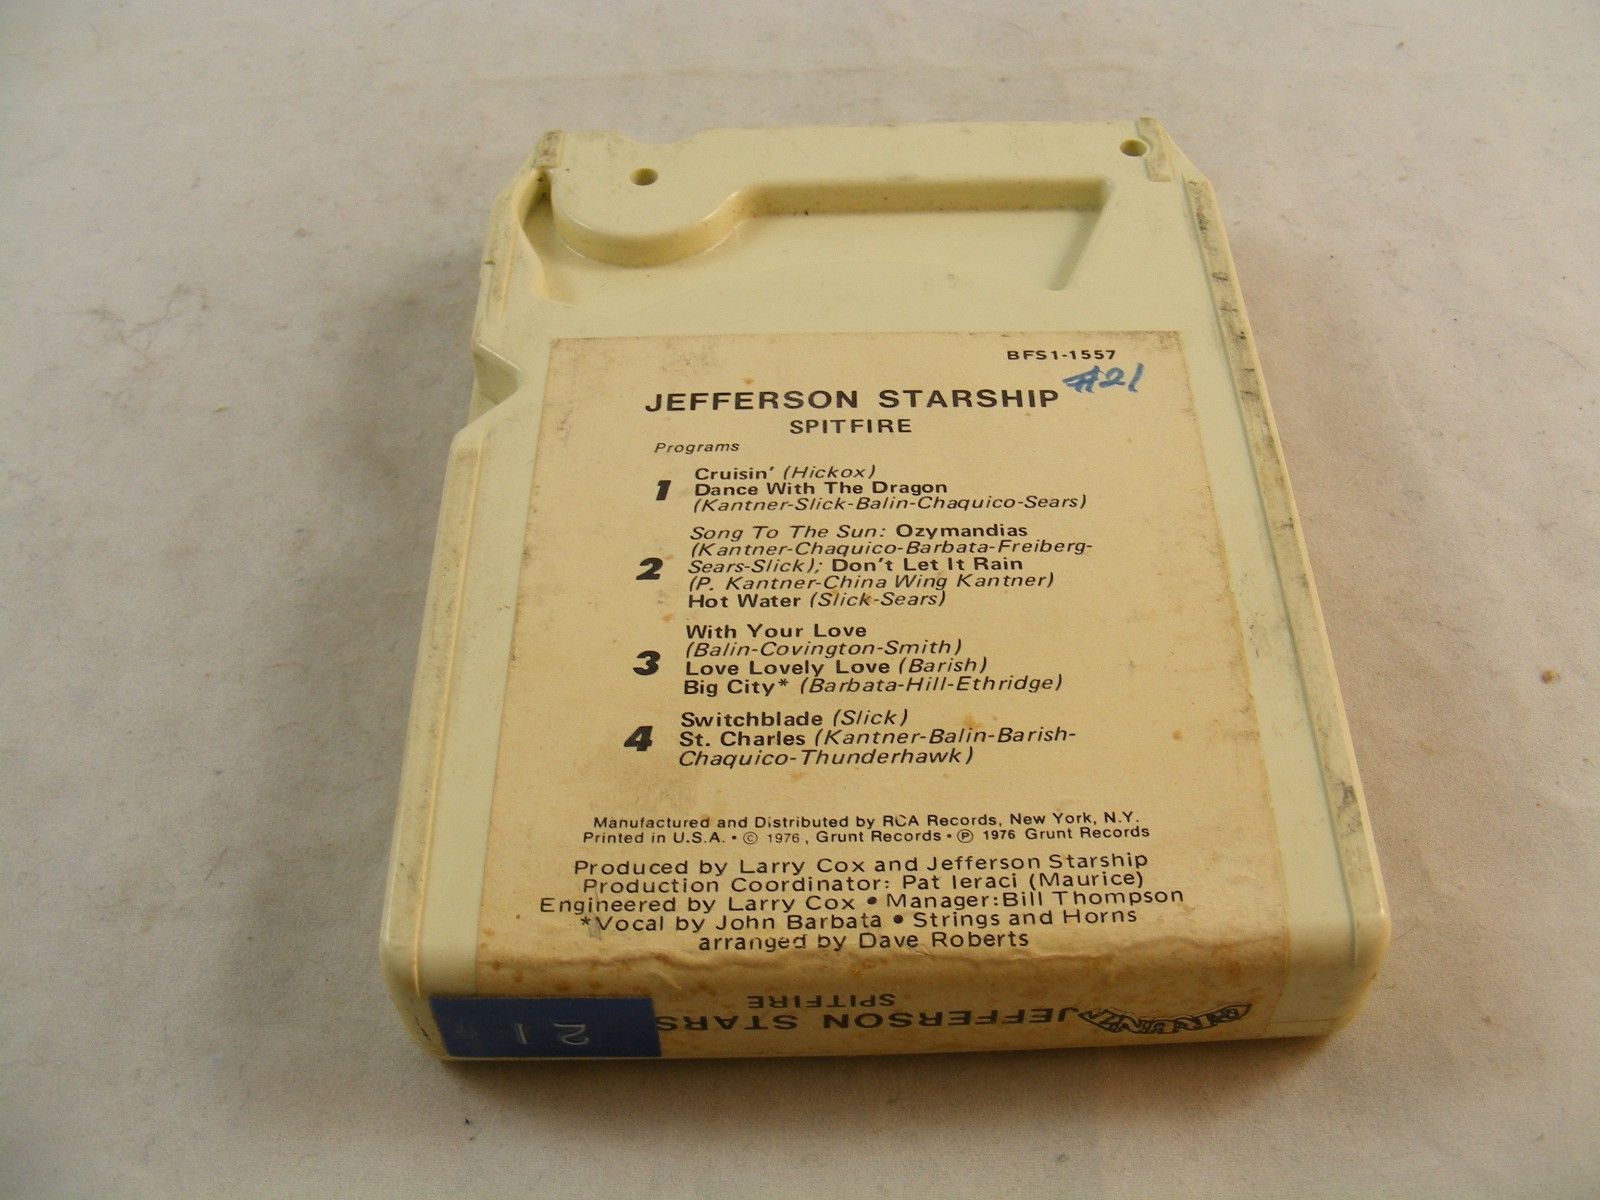 BFS1-1557
#21
JEFFERSON STARSHIP
SPITFIRE
Programs
1 Cruisin' (Hickox)
Dance With The Dragon
(Kantner-Slick-Balin-Chaquico-Sears)
Song To The Sun: Ozymandias
(Kantner-Chaquico-Barbata-Freiberg-
2 Sears-Slick); Don't Let It Rain
(P. Kantner-China Wing Kantner)
Hot Water (Slick-Sears)
With Your Love
(Balin-Covington-Smith)
3 Love Lovely Love (Barish)
Big City* (Barbata-Hill-Ethridge)
Switchblade (Slick)
4 St. Charles (Kantner-Balin-Barish-
Chaquico-Thunderhawk)
Manufactured and Distributed by RCA Records, New York, N.Y.
Printed in U.S.A. • © 1976, Grunt Records • ℗ 1976 Grunt Records
Produced by Larry Cox and Jefferson Starship
Production Coordinator: Pat Ieraci (Maurice)
Engineered by Larry Cox • Manager: Bill Thompson
*Vocal by John Barbata • Strings and Horns
arranged by Dave Roberts
GRUNT JEFFERSON STARS
SPITFIRE
21